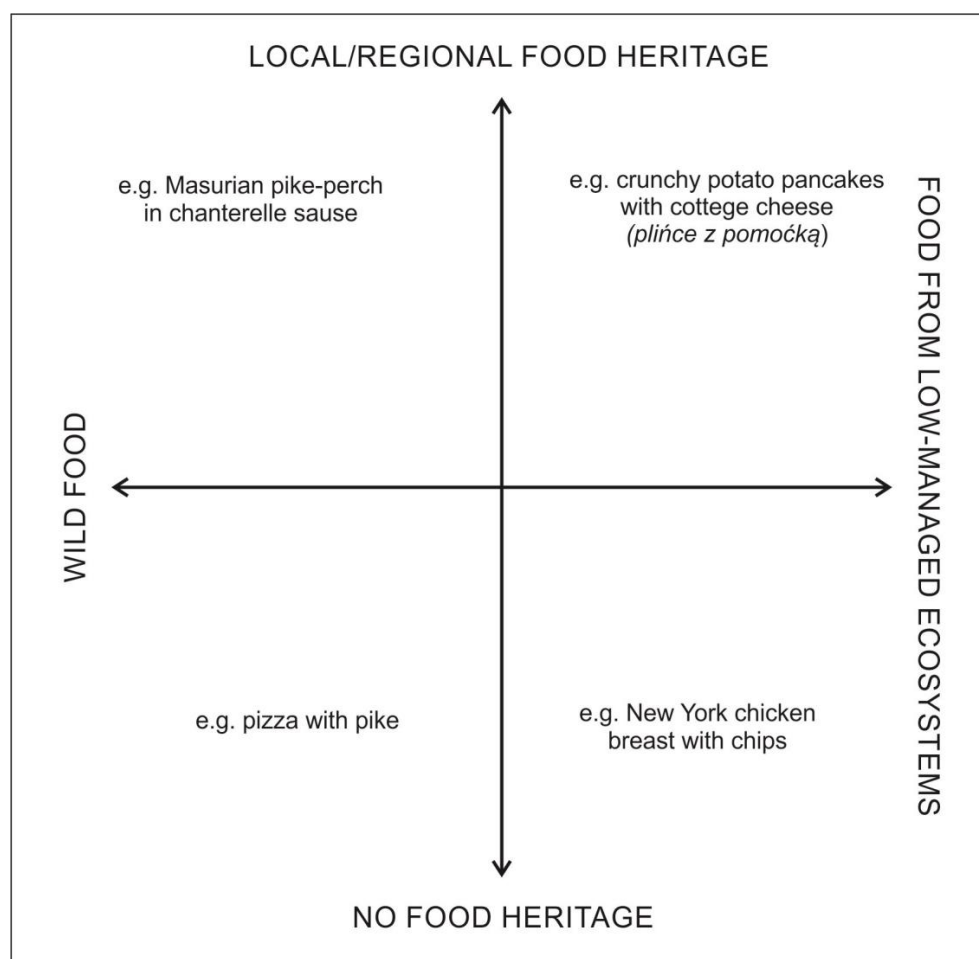 LOCAL/REGIONAL FOOD HERITAGE
e.g. Masurian pike-perch
in chanterelle sause
e.g. crunchy potato pancakes
with cottege cheese
(plińce z pomoćką)
WILD FOOD
FOOD FROM LOW-MANAGED ECOSYSTEMS
e.g. pizza with pike
e.g. New York chicken
breast with chips
NO FOOD HERITAGE